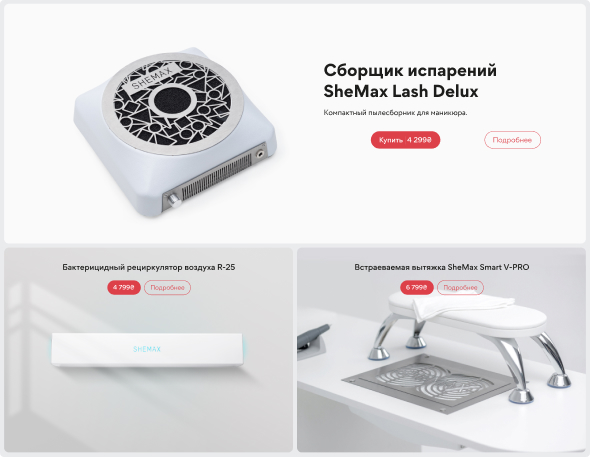 SHEMAX
Сборщик испарений
SheMax Lash Delux
Компактный пылесборник для маникюра.
Купить 4 299₴
Подробнее
Бактерицидный рециркулятор воздуха R-25
4 799₴
Подробнее
SHEMAX
Встраеваемая вытяжка SheMax Smart V-PRO
6 799₴
Подробнее